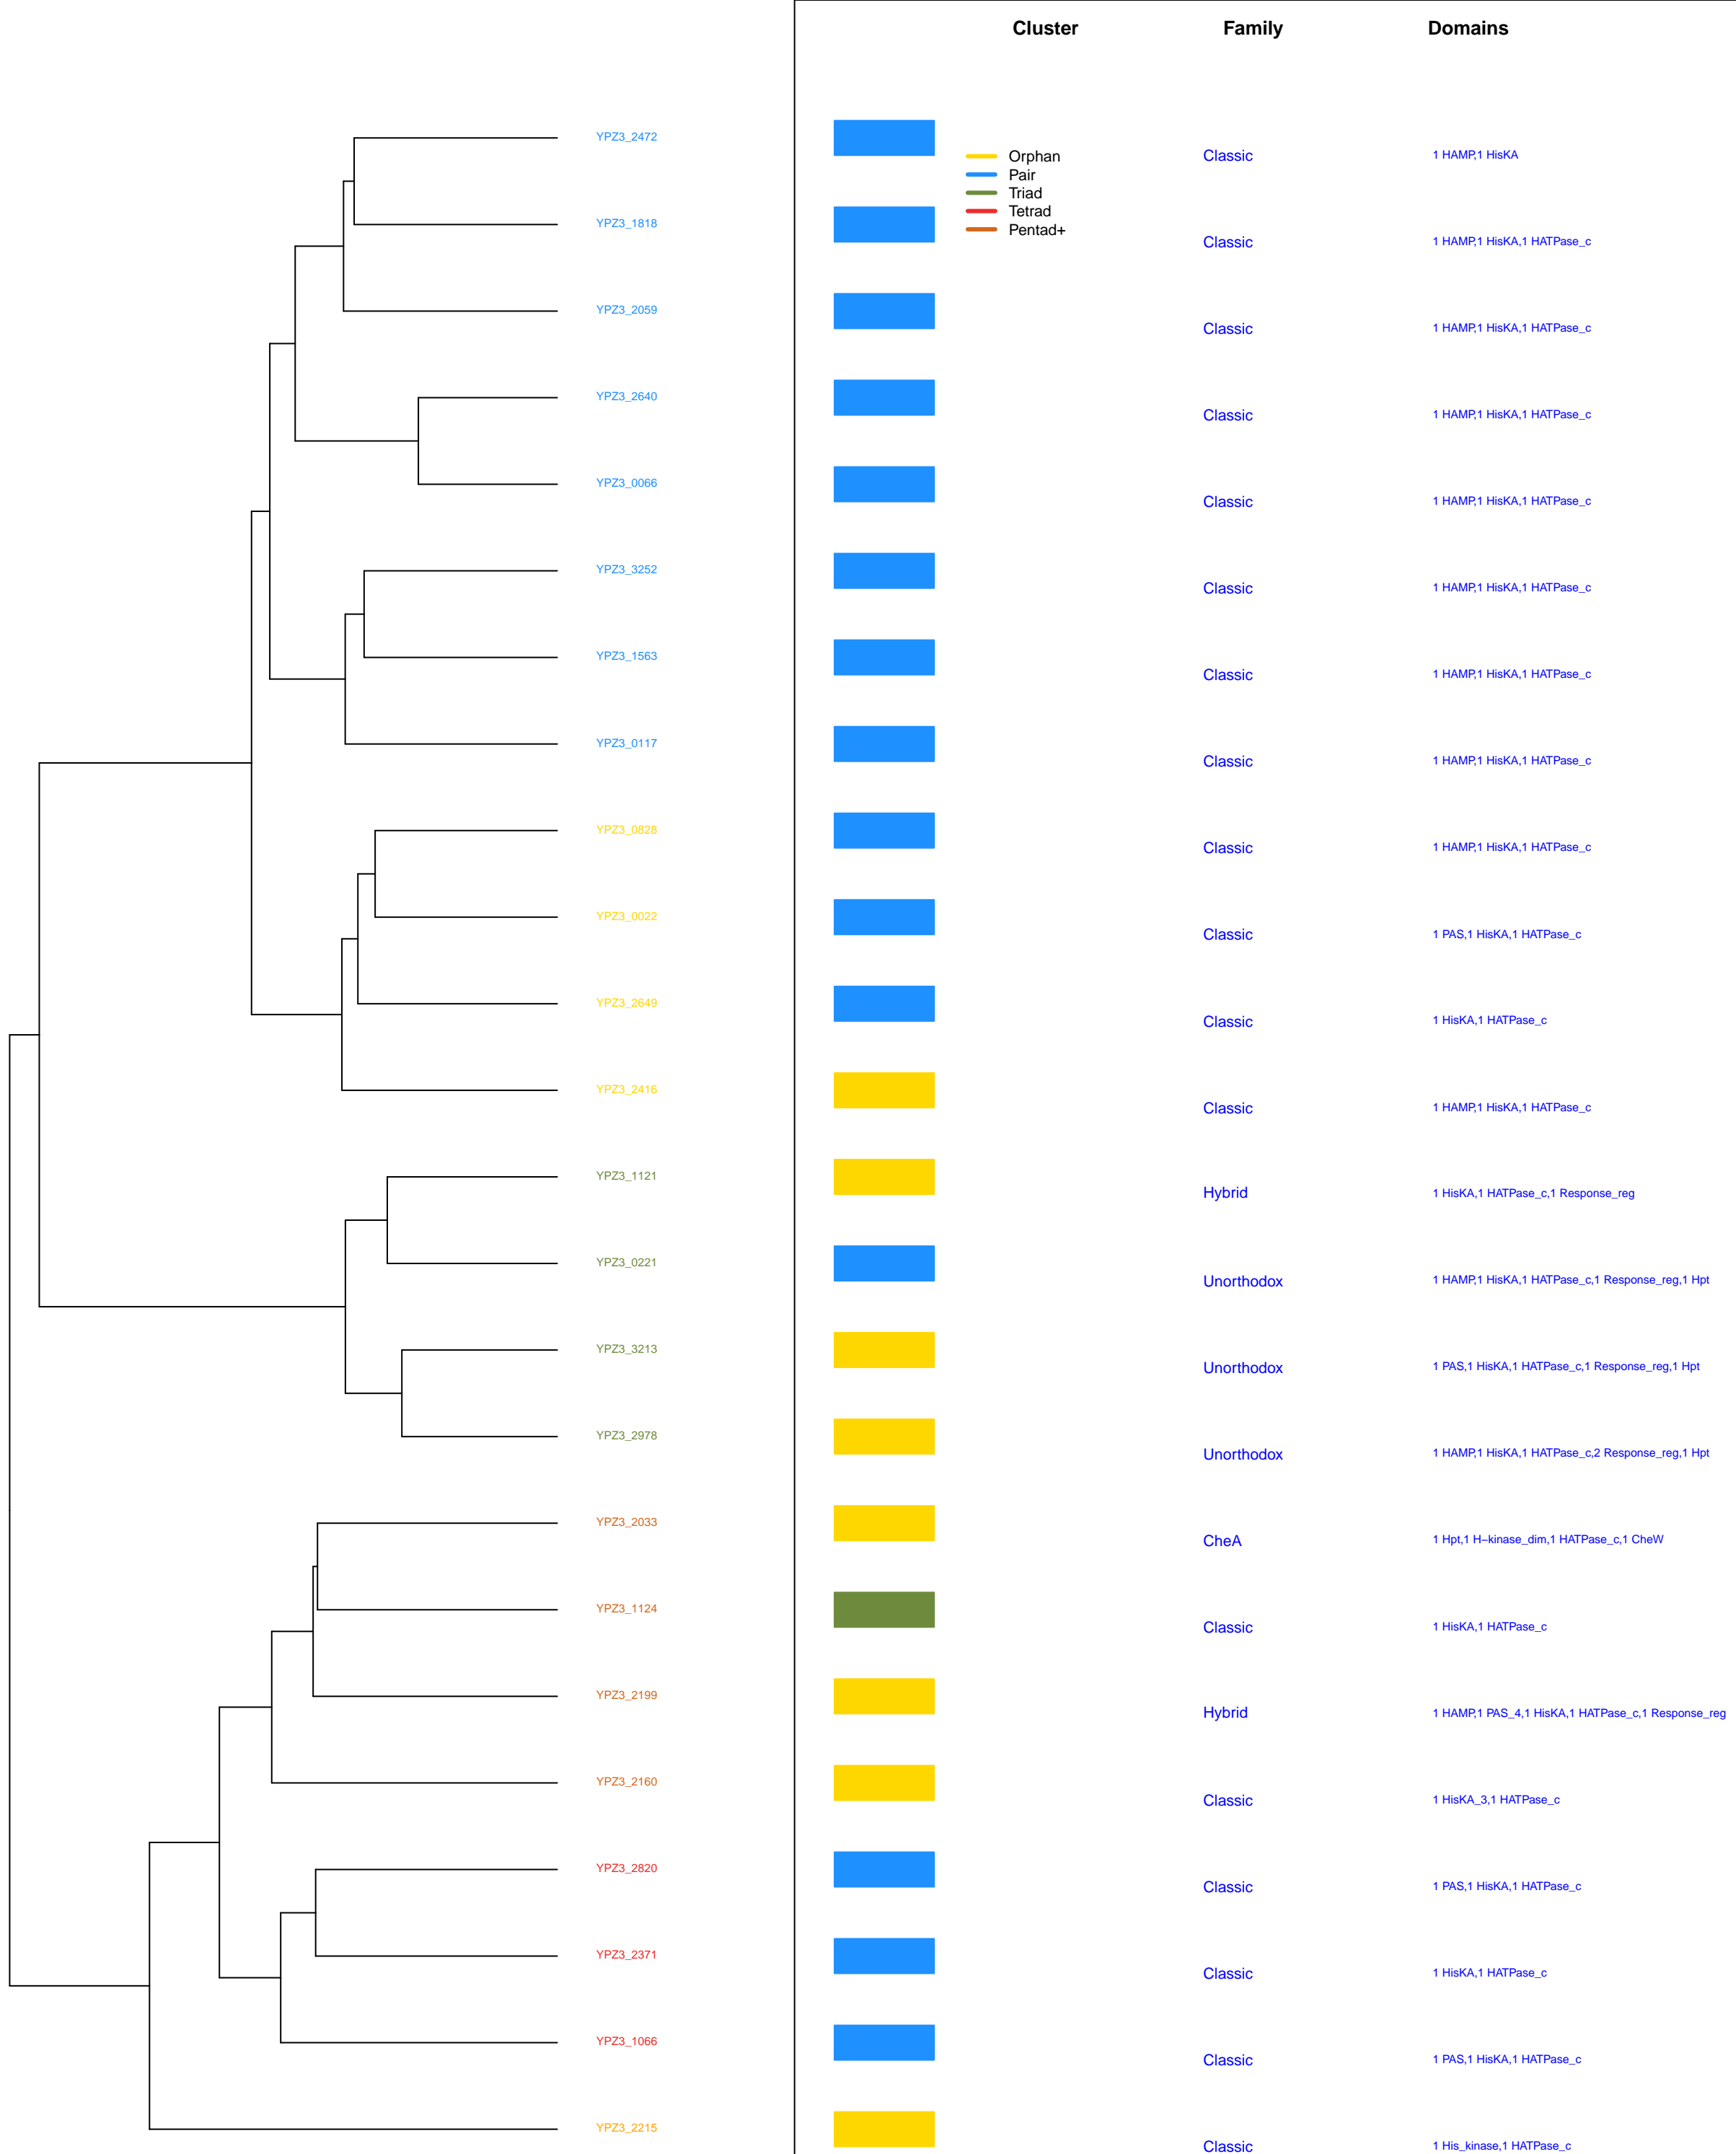 Cluster Family Domains
YPZ3_2472
Orphan
Classic 1 HAMP,1 HisKA
Pair
Triad
Tetrad
YPZ3_1818
Pentad+
Classic 1 HAMP,1 HisKA,1 HATPase_c
YPZ3_2059
Classic 1 HAMP,1 HisKA,1 HATPase_c
YPZ3_2640
Classic 1 HAMP,1 HisKA,1 HATPase_c
YPZ3_0066
Classic 1 HAMP,1 HisKA,1 HATPase_c
YPZ3_3252
Classic 1 HAMP,1 HisKA,1 HATPase_c
YPZ3_1563
Classic 1 HAMP,1 HisKA,1 HATPase_c
YPZ3_0117
Classic 1 HAMP,1 HisKA,1 HATPase_c
YPZ3_0828
Classic 1 HAMP,1 HisKA,1 HATPase_c
YPZ3_0022
Classic 1 PAS,1 HisKA,1 HATPase_c
YPZ3_2649
Classic 1 HisKA,1 HATPase_c
YPZ3_2416
Classic 1 HAMP,1 HisKA,1 HATPase_c
YPZ3_1121
Hybrid 1 HisKA,1 HATPase_c,1 Response_reg
YPZ3_0221
Unorthodox 1 HAMP,1 HisKA,1 HATPase_c,1 Response_reg,1 Hpt
YPZ3_3213
Unorthodox 1 PAS,1 HisKA,1 HATPase_c,1 Response_reg,1 Hpt
YPZ3_2978
Unorthodox 1 HAMP,1 HisKA,1 HATPase_c,2 Response_reg,1 Hpt
YPZ3_2033
CheA 1 Hpt,1 H−kinase_dim,1 HATPase_c,1 CheW
YPZ3_1124
Classic 1 HisKA,1 HATPase_c
YPZ3_2199
Hybrid 1 HAMP,1 PAS_4,1 HisKA,1 HATPase_c,1 Response_reg
YPZ3_2160
Classic 1 HisKA_3,1 HATPase_c
YPZ3_2820
Classic 1 PAS,1 HisKA,1 HATPase_c
YPZ3_2371
Classic 1 HisKA,1 HATPase_c
YPZ3_1066
Classic 1 PAS,1 HisKA,1 HATPase_c
YPZ3_2215
Classic 1 His_kinase,1 HATPase_c